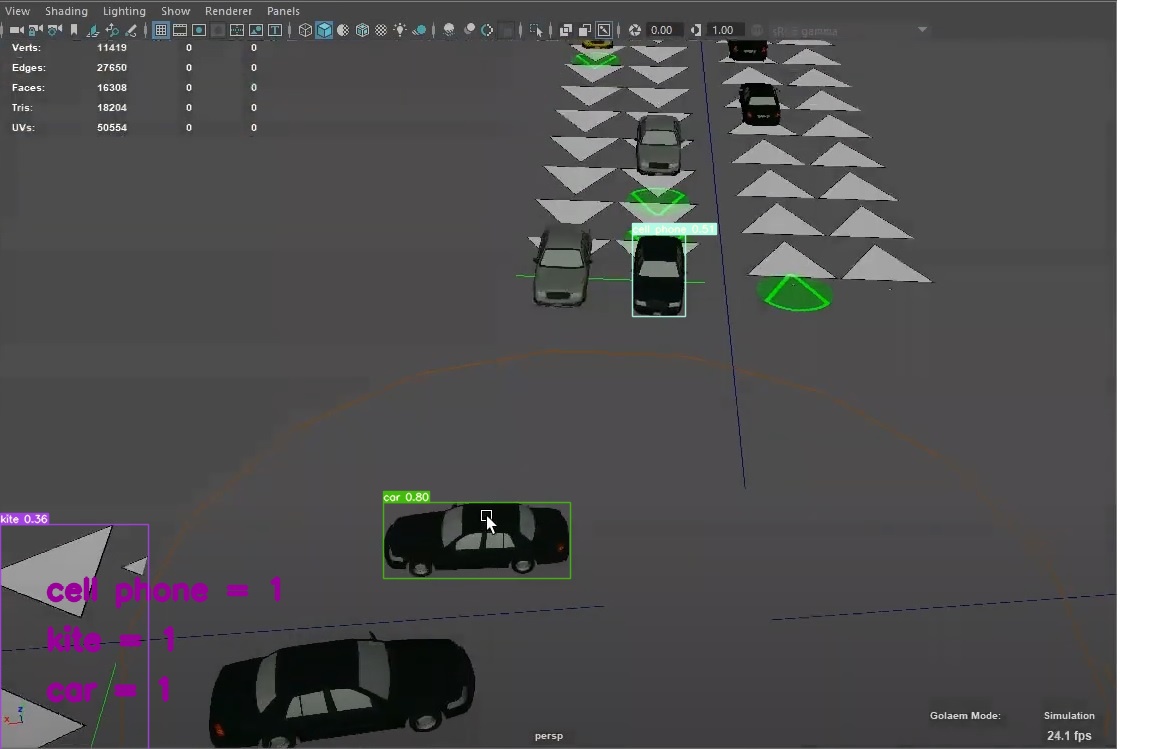 View Shading Lighting Show Renderer Panels
0.00 1.00 sRGB gamma
Verts: 11419 0 0
Edges: 27650 0 0
Faces: 16308 0 0
Tris: 18204 0 0
UVs: 50554 0 0
cell phone 0.51
car 0.80
kite 0.36
cell phone = 1
kite = 1
car = 1
z
x
persp
Golaem Mode: Simulation
24.1 fps